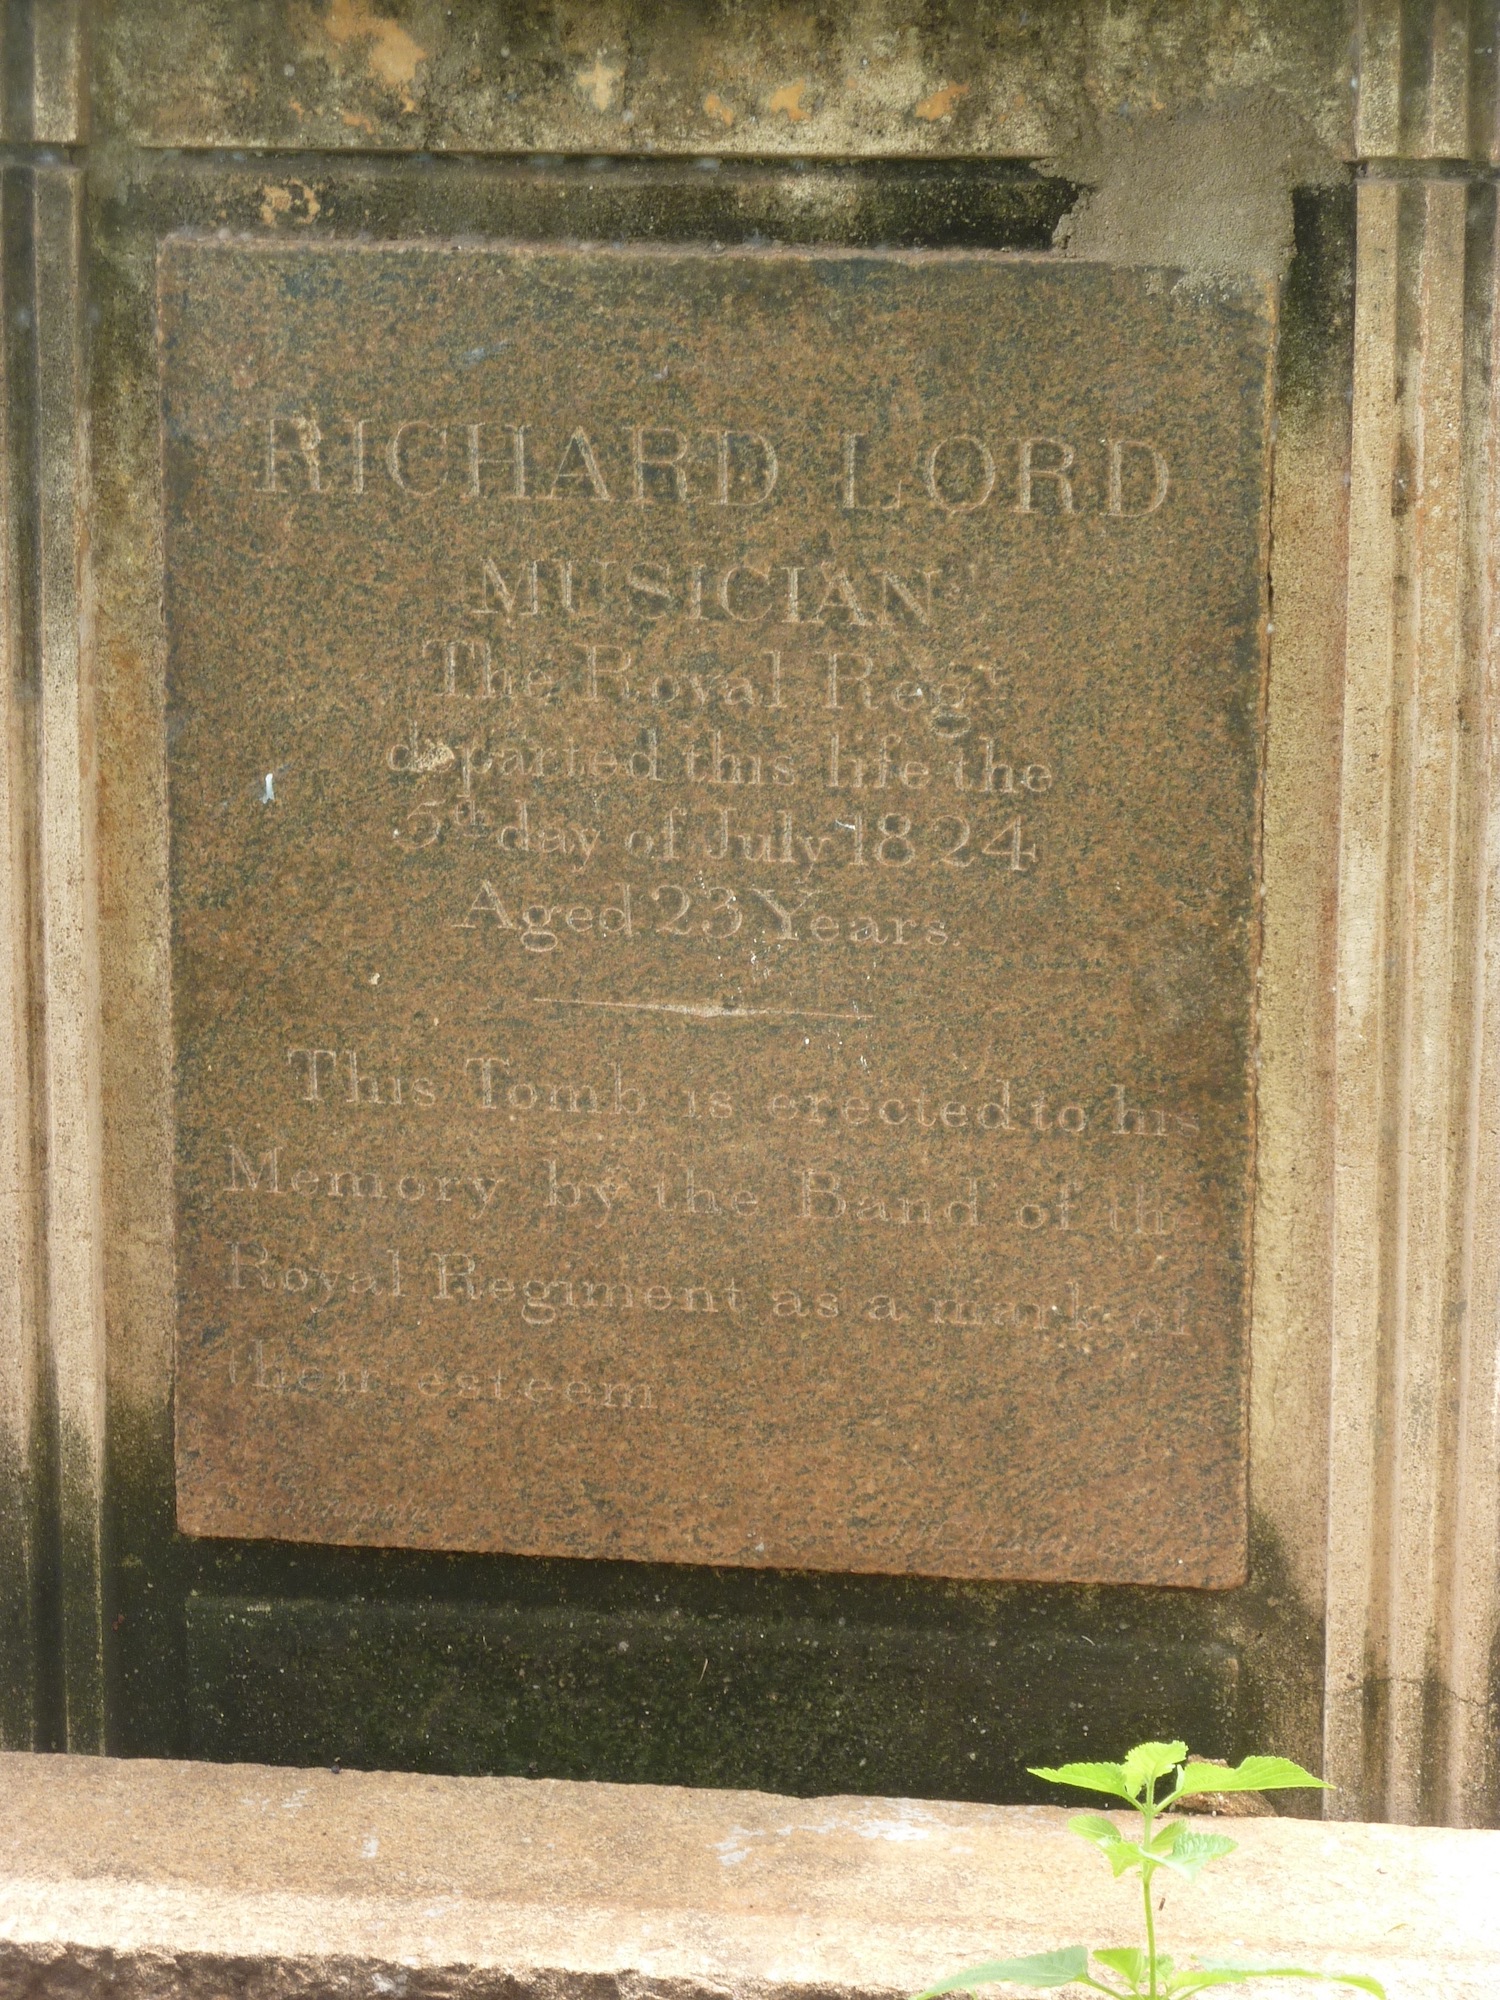 RICHARD LORD
MUSICIAN
The Royal Regt
departed this life the
5th day of July 1824
Aged 23 Years.
This Tomb is erected to his
Memory by the Band of the
Royal Regiment as a mark of
their esteem